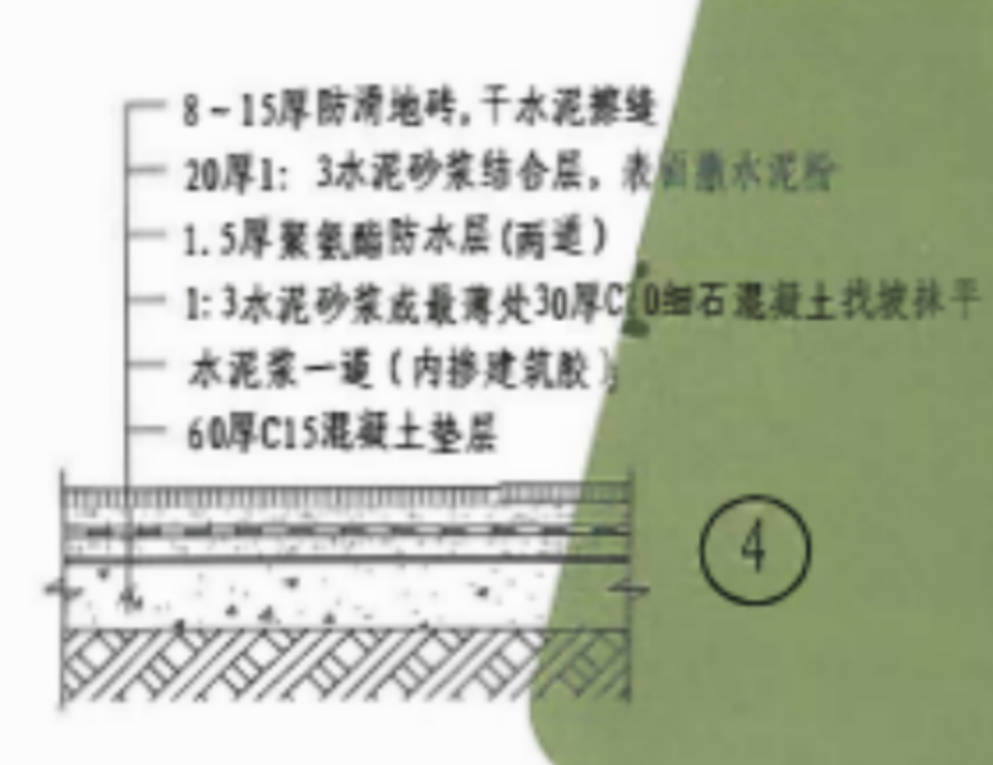 8~15厚防滑地砖,干水泥擦缝
20厚1: 3水泥砂浆结合层,表面撒水泥粉
1.5厚聚氨酯防水层(两道)
1:3水泥砂浆或最薄处30厚C20细石混凝土找坡抹平
水泥浆一道(内掺建筑胶)
60厚C15混凝土垫层
4